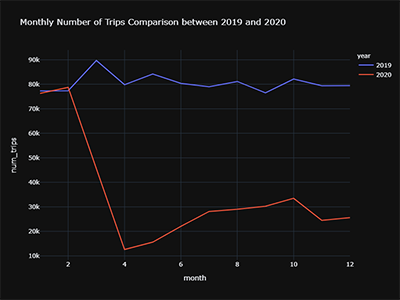 Monthly Number of Trips Comparison between 2019 and 2020
year
2019
2020
90k
80k
70k
60k
50k
40k
30k
20k
10k
num_trips
2 4 6 8 10 12
month